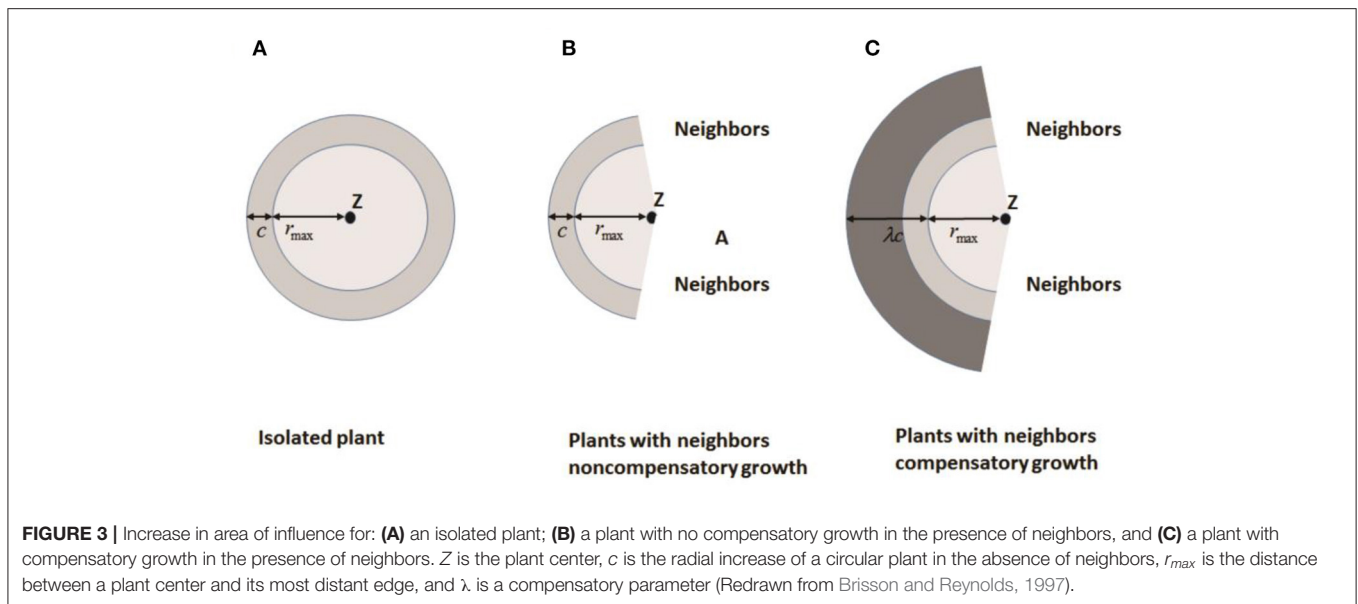 A
B
C
Neighbors
Neighbors
Z
Z
Z
c
r_max
c
r_max
A
λc
r_max
Neighbors
Neighbors
Isolated plant
Plants with neighbors
noncompensatory growth
Plants with neighbors
compensatory growth
FIGURE 3 | Increase in area of influence for: (A) an isolated plant; (B) a plant with no compensatory growth in the presence of neighbors, and (C) a plant with
compensatory growth in the presence of neighbors. Z is the plant center, c is the radial increase of a circular plant in the absence of neighbors, r_max is the distance
between a plant center and its most distant edge, and λ is a compensatory parameter (Redrawn from Brisson and Reynolds, 1997).